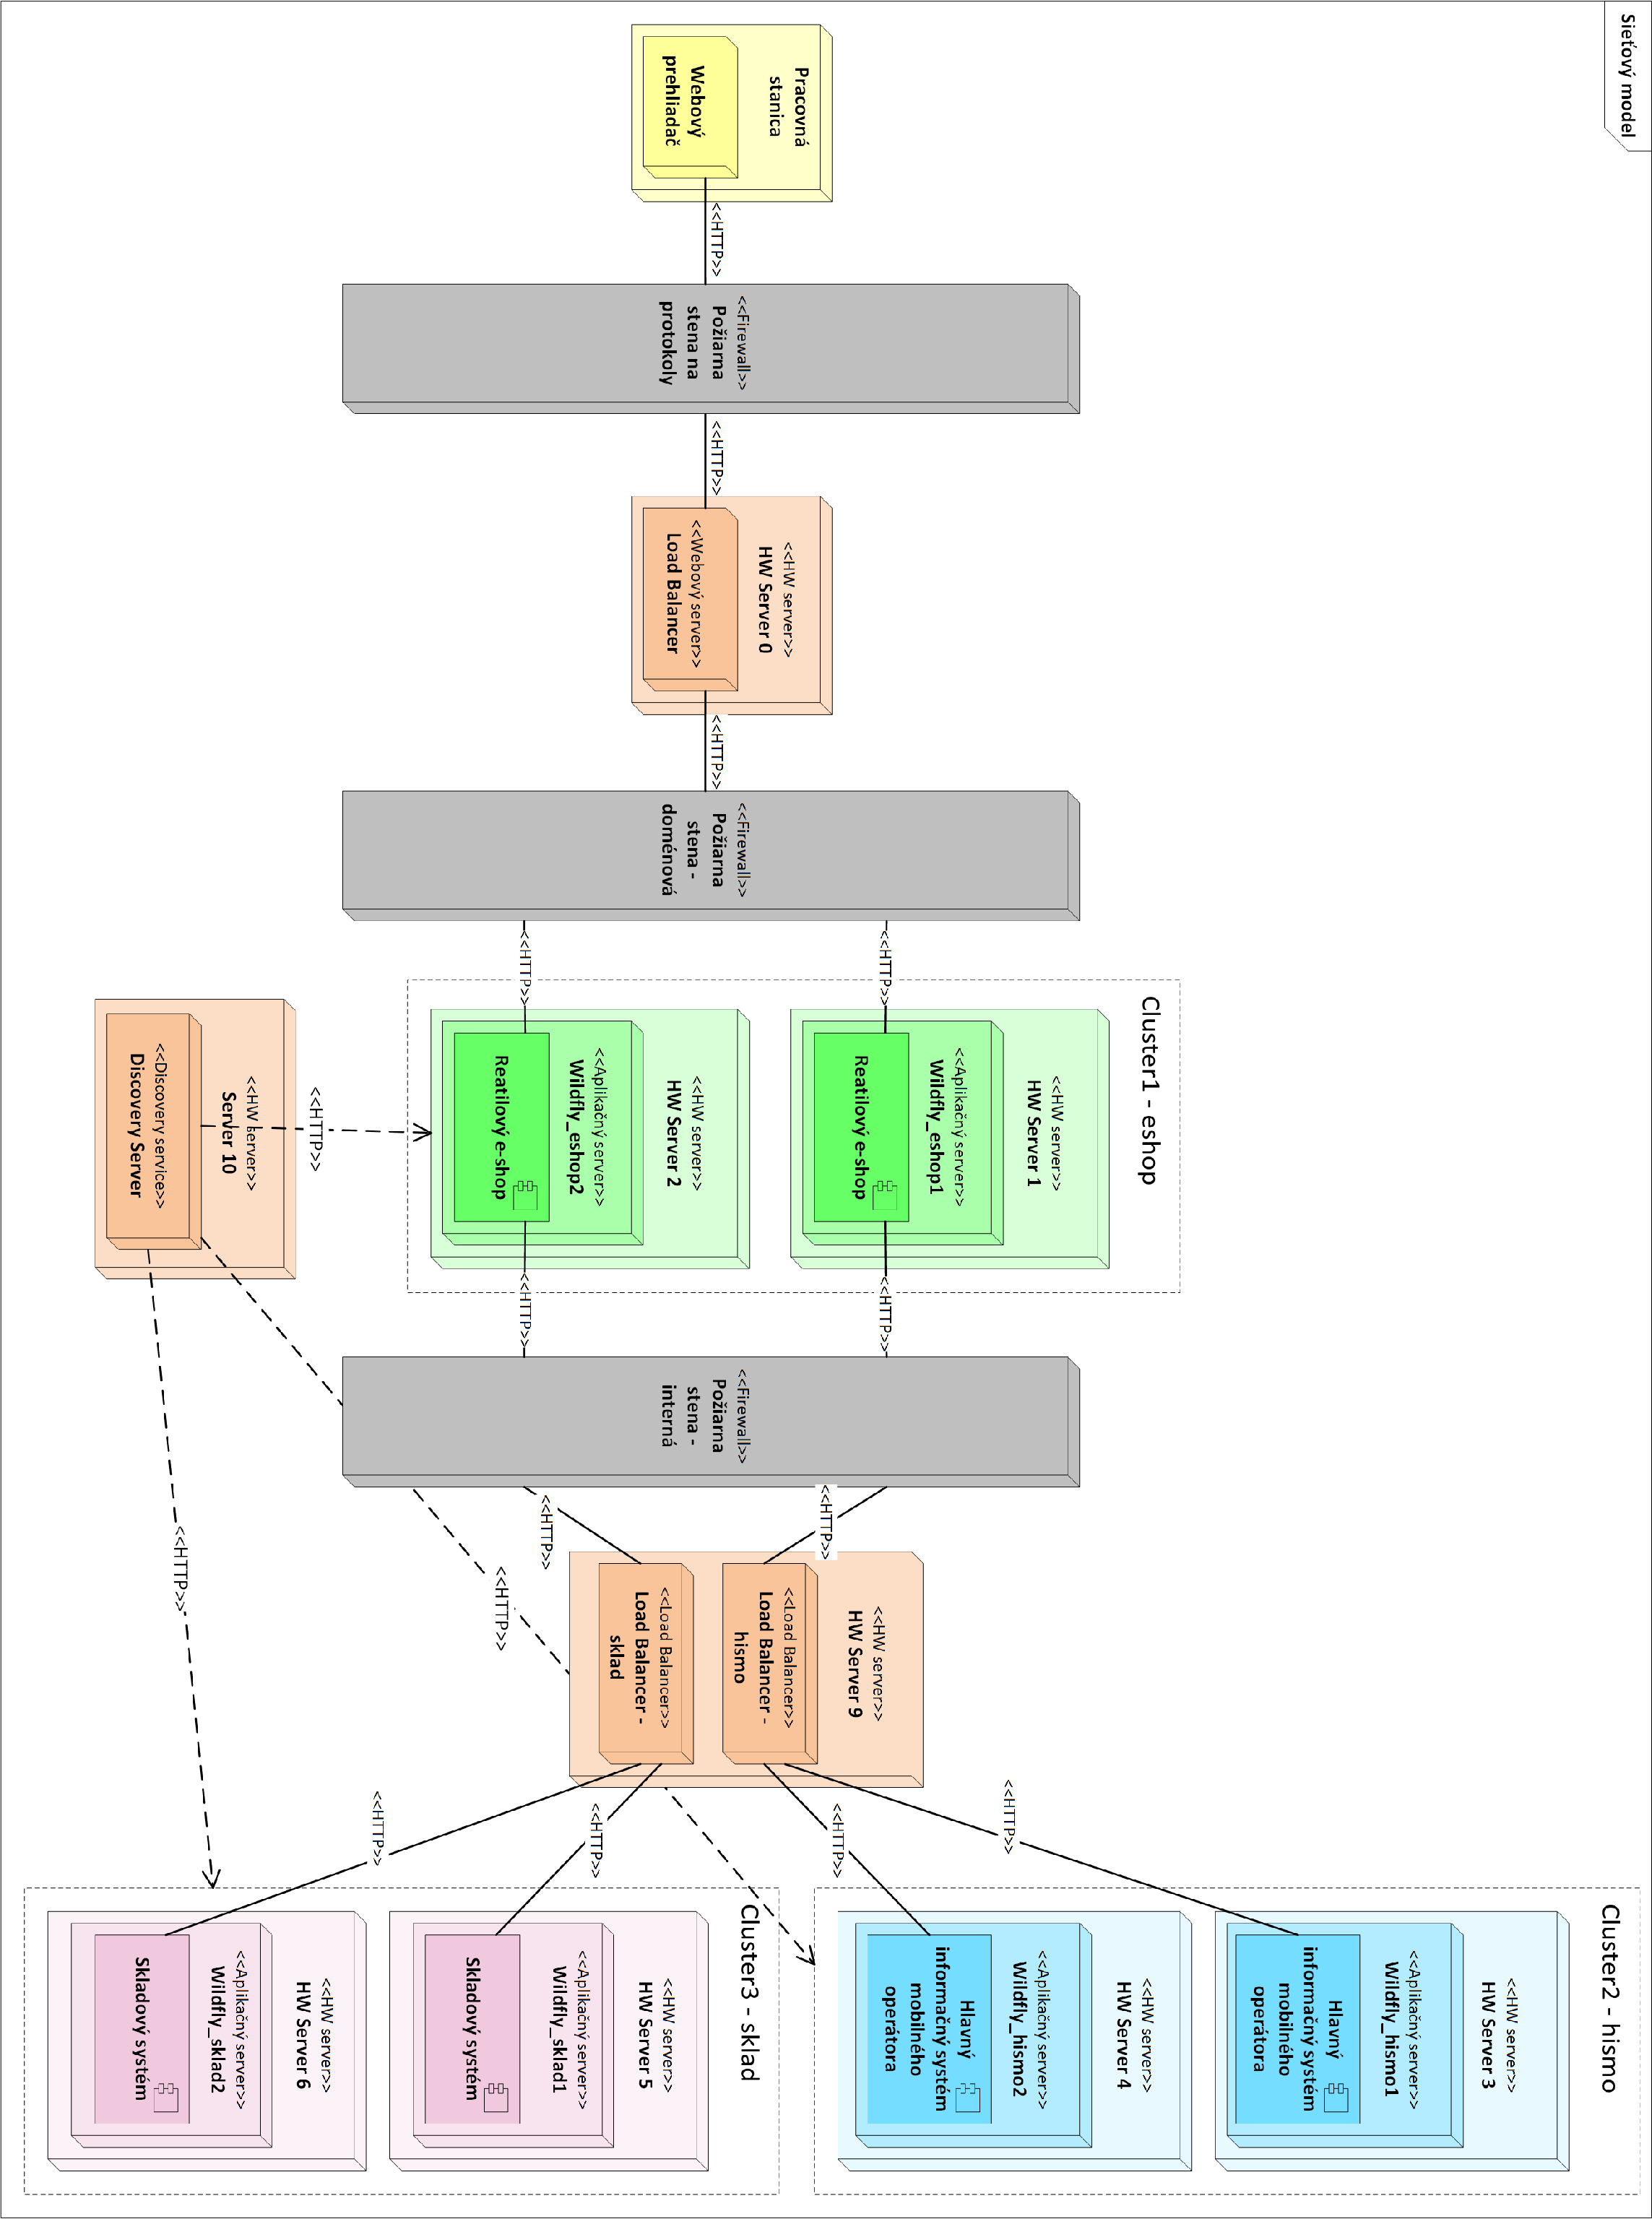 Sieťový model
Pracovná
stanica
Webový
prehliadač
<<HTTP>>
<<Firewall>>
Požiarna
stena na
protokoly
<<HTTP>>
<<HW server>>
HW Server 0
<<Webový server>>
Load Balancer
<<HTTP>>
<<Firewall>>
Požiarna
stena -
doménová
<<HTTP>>
<<HTTP>>
Cluster1 - eshop
<<HW server>>
HW Server 1
<<Aplikačný server>>
Wildfly_eshop1
Reatilový e-shop
<<HW server>>
HW Server 2
<<Aplikačný server>>
Wildfly_eshop2
Reatilový e-shop
<<HTTP>>
<<HW server>>
Server 10
<<Discovery service>>
Discovery Server
<<HTTP>>
<<HTTP>>
<<Firewall>>
Požiarna
stena -
interná
<<HTTP>>
<<HTTP>>
<<HTTP>>
<<HTTP>>
<<HW server>>
HW Server 9
<<Load Balancer>>
Load Balancer -
hismo
<<Load Balancer>>
Load Balancer -
sklad
<<HTTP>>
<<HTTP>>
<<HTTP>>
<<HTTP>>
Cluster2 - hismo
<<HW server>>
HW Server 3
<<Aplikačný server>>
Wildfly_hismo1
Hlavný
informačný systém
mobilného
operátora
<<HW server>>
HW Server 4
<<Aplikačný server>>
Wildfly_hismo2
Hlavný
informačný systém
mobilného
operátora
Cluster3 - sklad
<<HW server>>
HW Server 5
<<Aplikačný server>>
Wildfly_sklad1
Skladový systém
<<HW server>>
HW Server 6
<<Aplikačný server>>
Wildfly_sklad2
Skladový systém